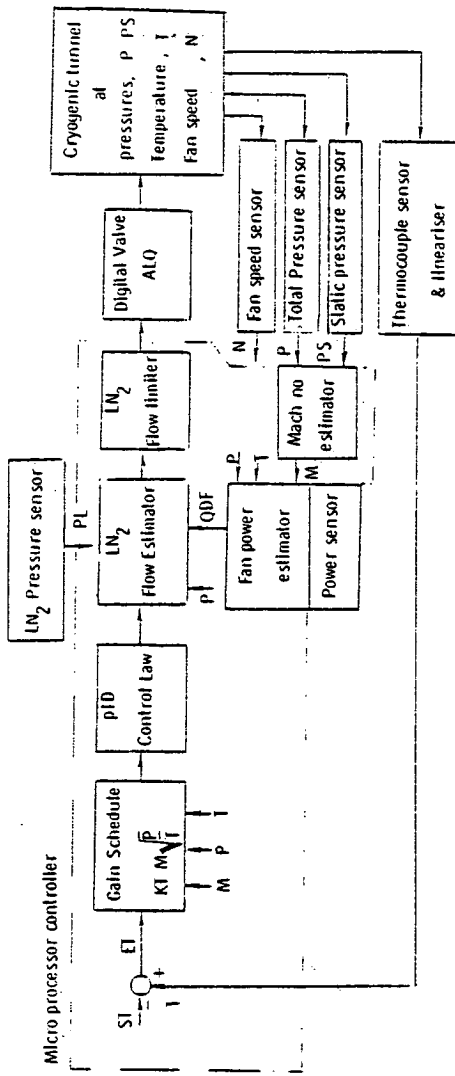 Micro processor controller
LN2 Pressure sensor
PL
ST
-
+
T
ET
Gain Schedule
KT M √P T
M
P
T
pID
Control Law
LN2
Flow Estimator
P
QDF
LN2
Flow limiter
Digital Valve
ALQ
Cryogenic tunnel
at
pressures, P PS
Temperature, T
Fan speed , N
Fan power
estimator
Power sensor
P
T
M
Mach no
estimator
N
P
PS
Fan speed sensor
Total Pressure sensor
Static pressure sensor
Thermocouple sensor
& lineariser